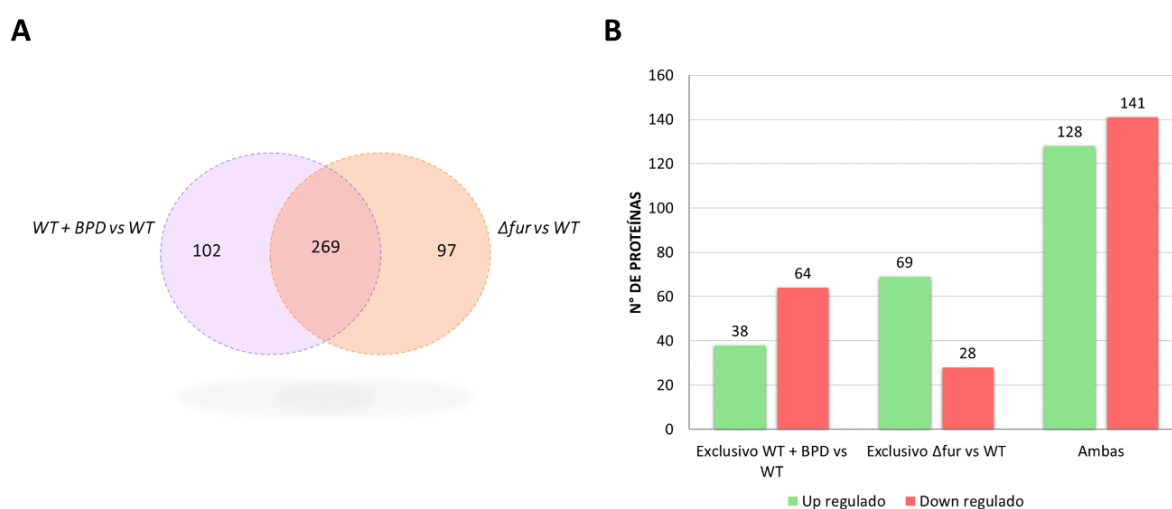 A
WT + BPD vs WT
102
269
97
Δfur vs WT
B
N° DE PROTEÍNAS
160
140
120
100
80
60
40
20
0
38
64
69
28
128
141
Exclusivo WT + BPD vs
WT
Exclusivo Δfur vs WT
Ambas
Up regulado
Down regulado